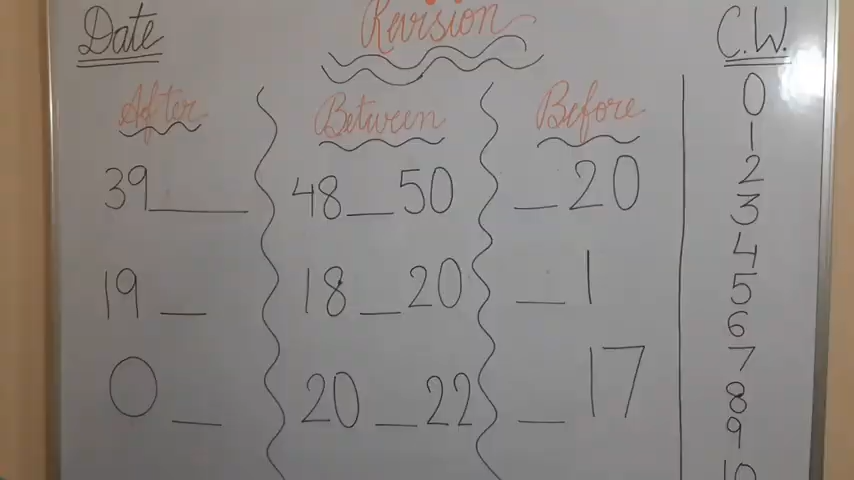 Date Revision C.W.
After Between Before
39____ 48__50 __20
19__ 18__20 __1
0__ 20__22 __17
0
1
2
3
4
5
6
7
8
9
10